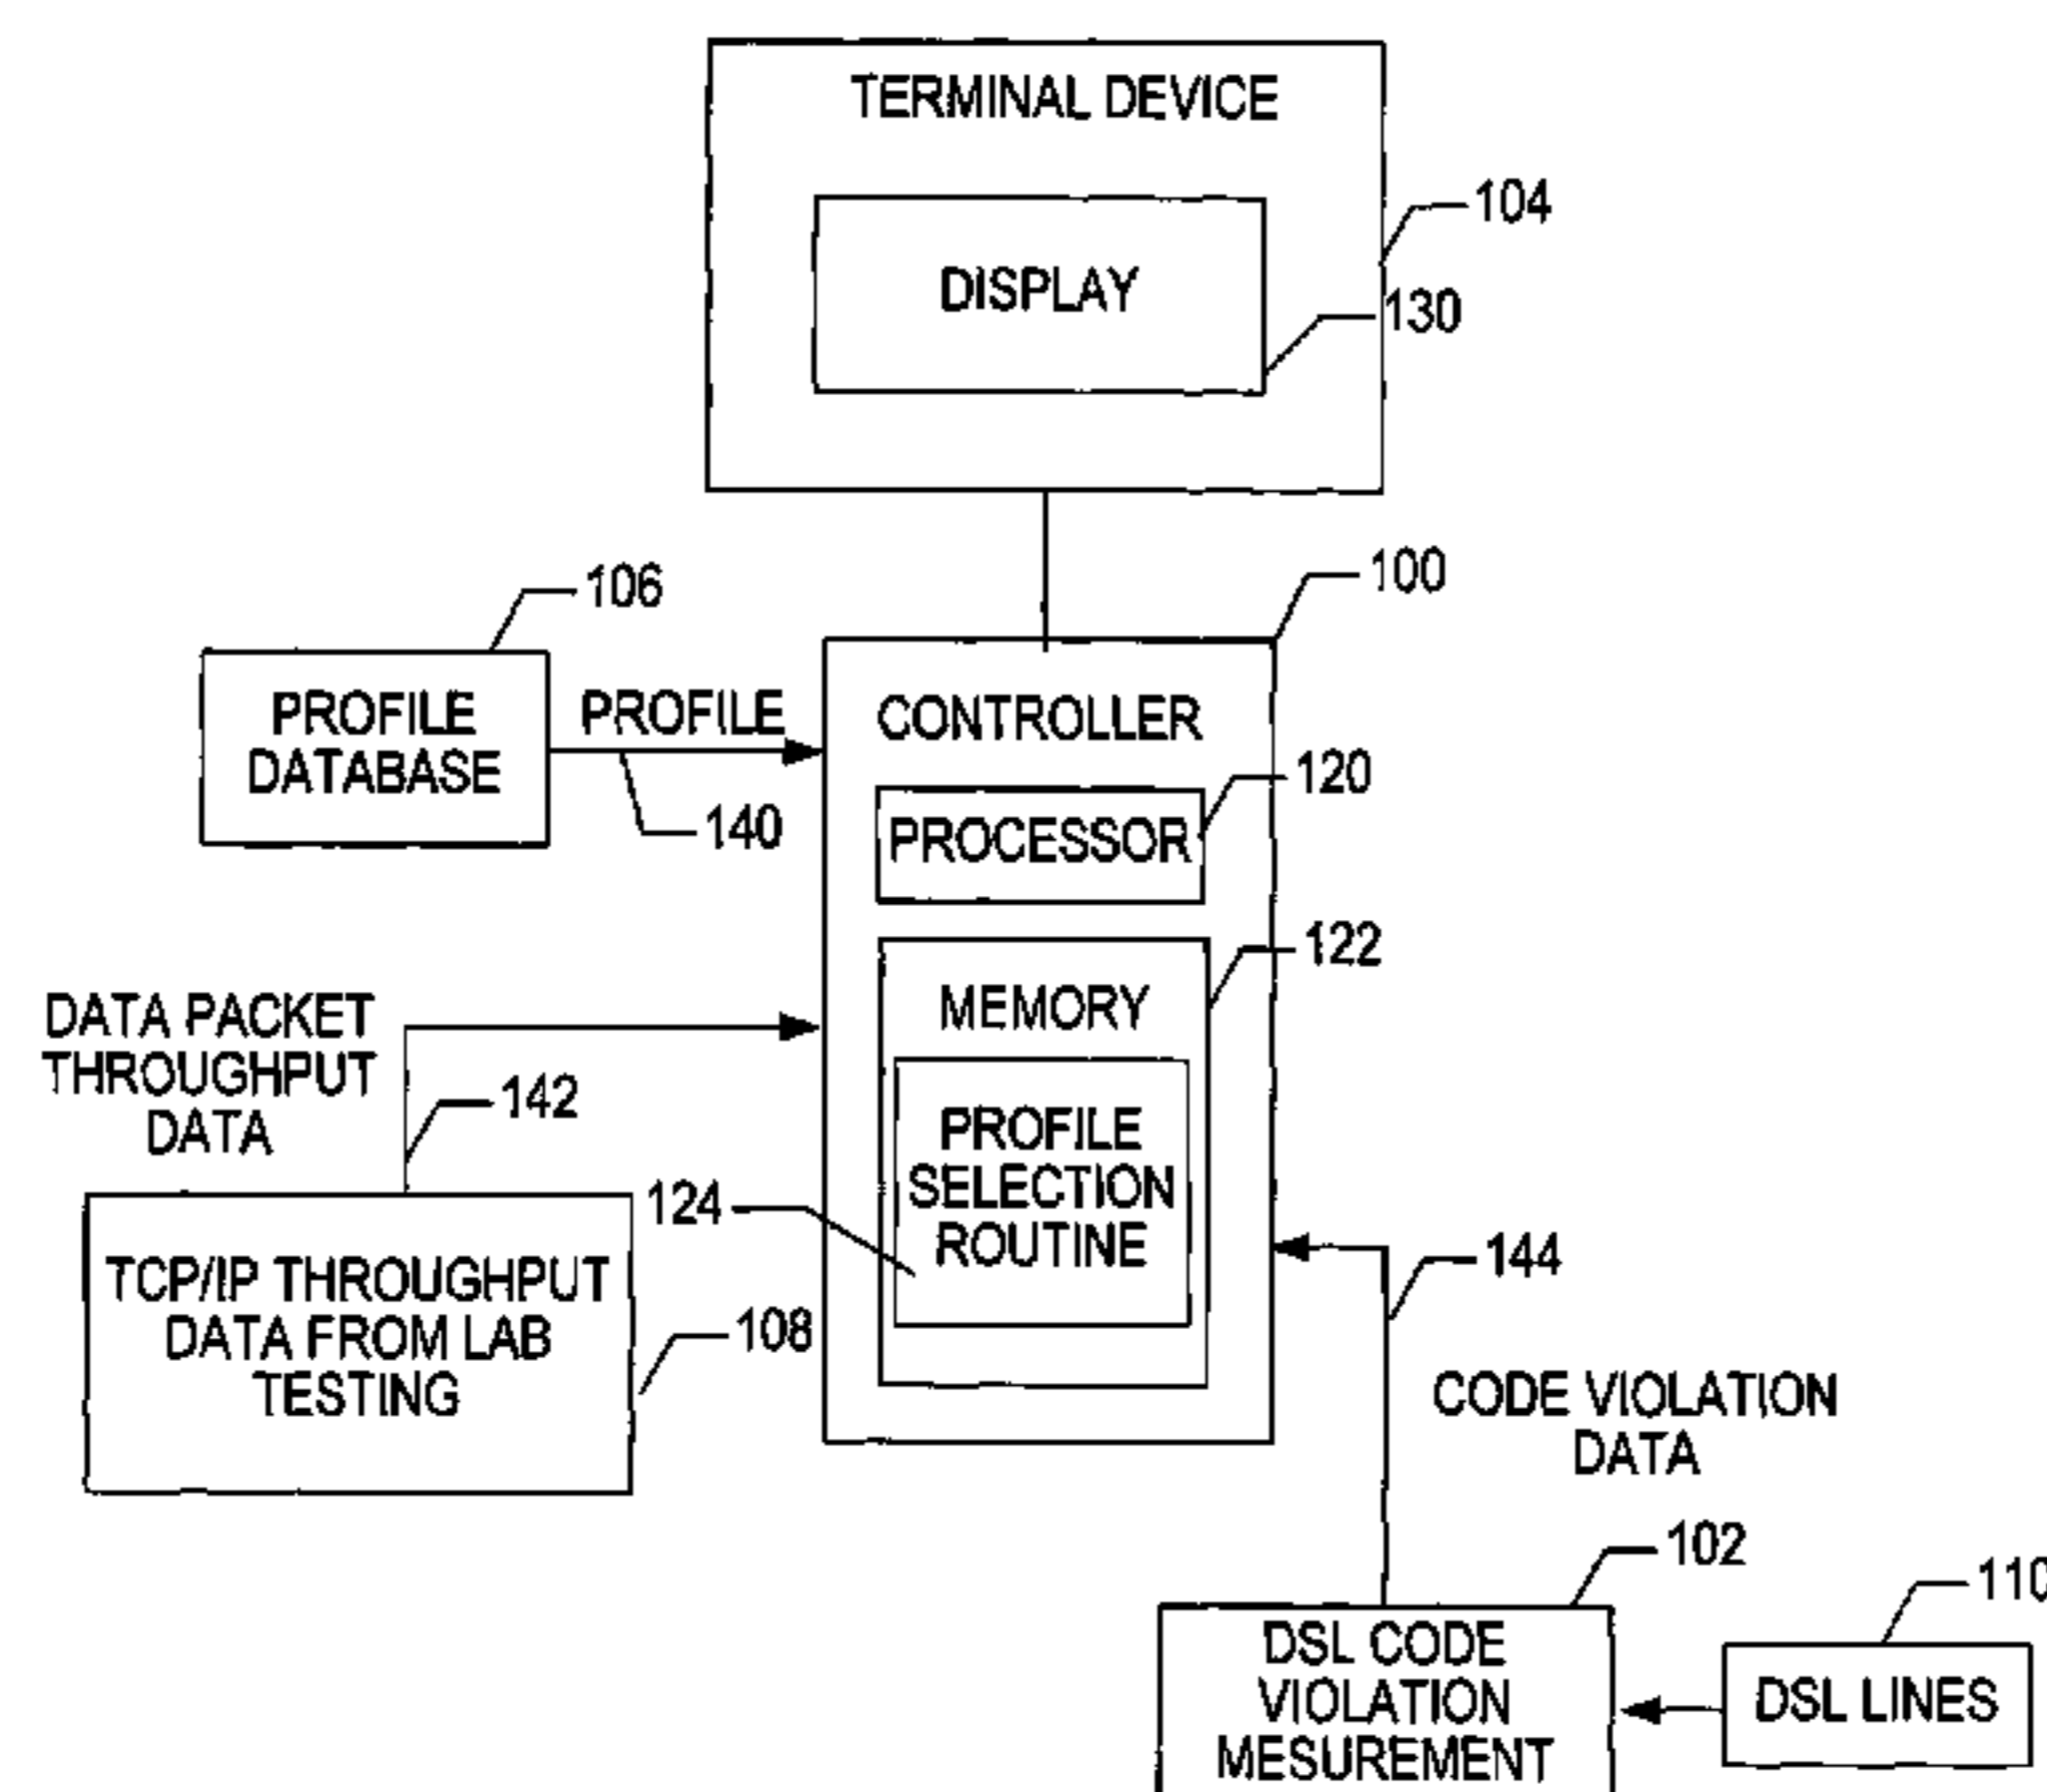 TERMINAL DEVICE
104
DISPLAY
130
100
106
PROFILE
DATABASE
PROFILE
140
CONTROLLER
120
PROCESSOR
122
MEMORY
DATA PACKET
THROUGHPUT
DATA
142
PROFILE
SELECTION
ROUTINE
124
144
TCP/IP THROUGHPUT
DATA FROM LAB
TESTING
108
CODE VIOLATION
DATA
102
110
DSL CODE
VIOLATION
MESUREMENT
DSL LINES